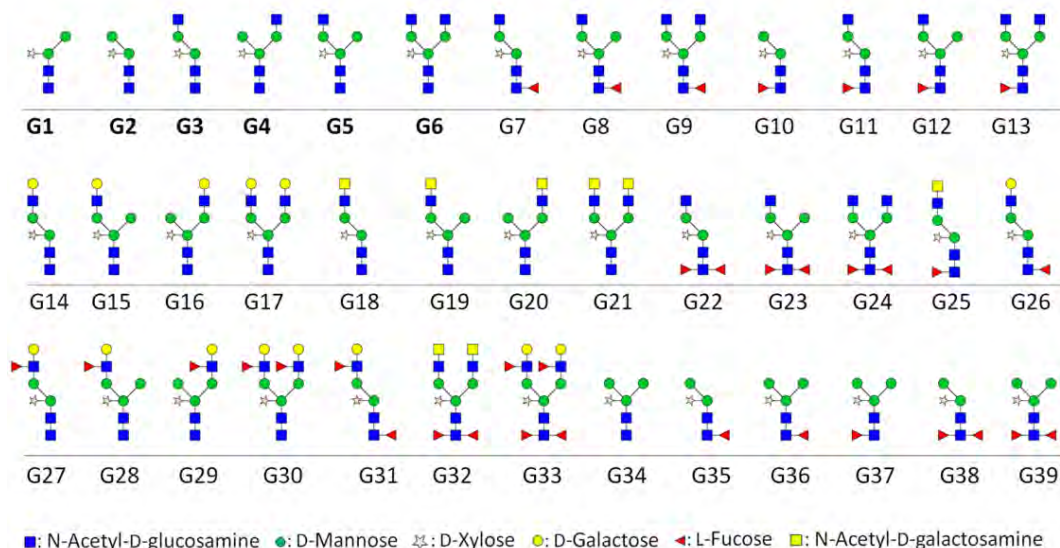 G1 G2 G3 G4 G5 G6 G7 G8 G9 G10 G11 G12 G13
G14 G15 G16 G17 G18 G19 G20 G21 G22 G23 G24 G25 G26
G27 G28 G29 G30 G31 G32 G33 G34 G35 G36 G37 G38 G39
: N-Acetyl-D-glucosamine : D-Mannose : D-Xylose : D-Galactose : L-Fucose : N-Acetyl-D-galactosamine